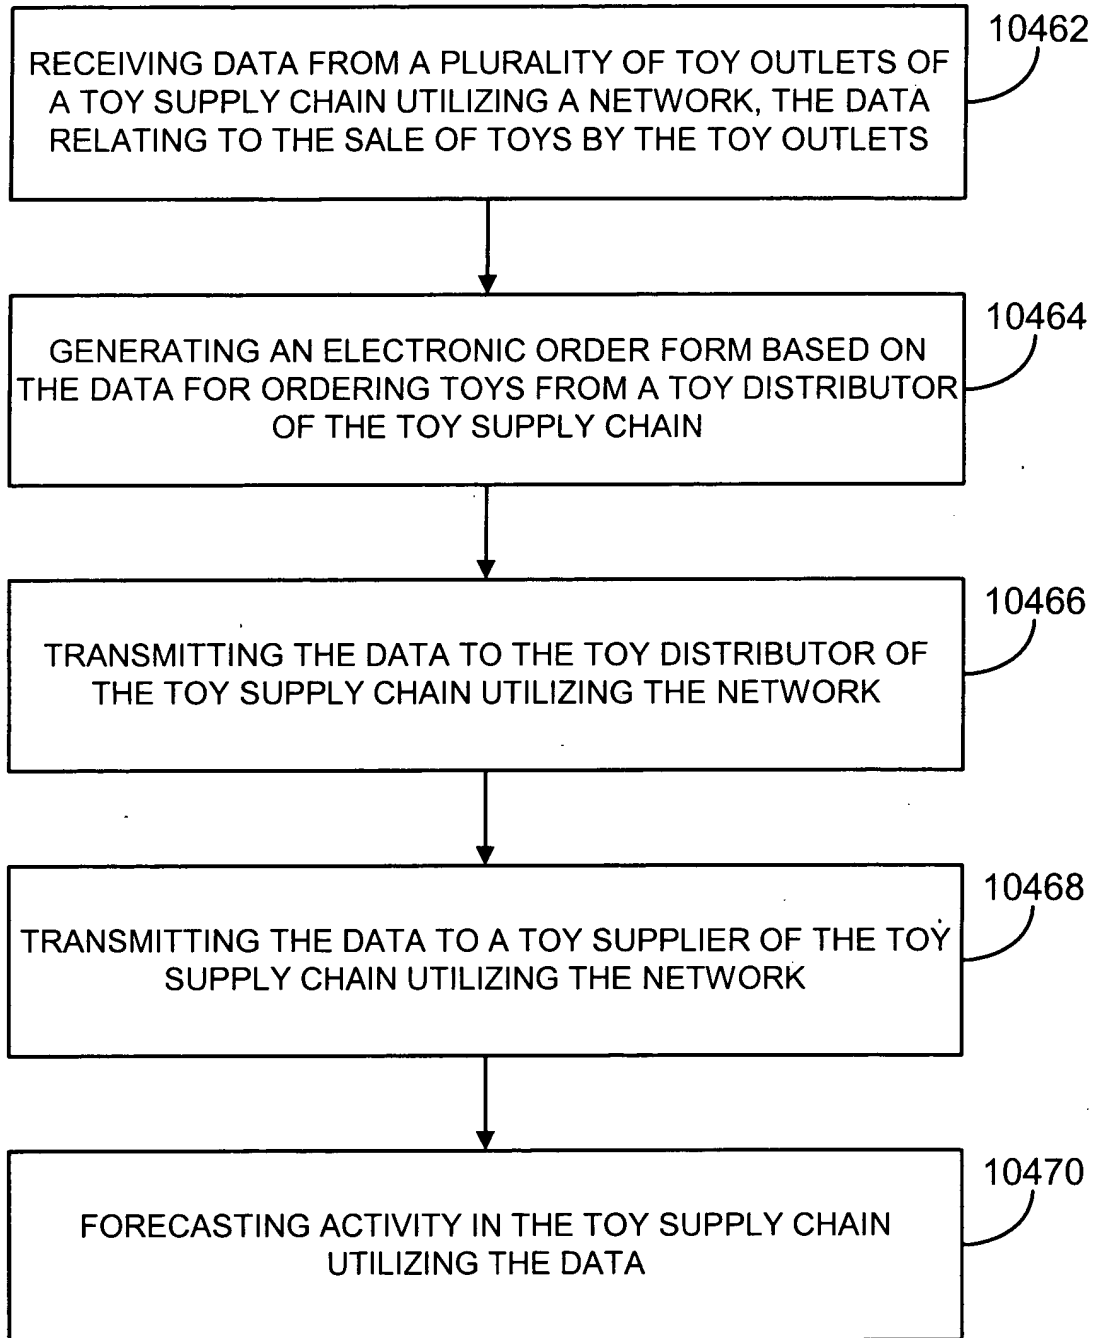 10462
RECEIVING DATA FROM A PLURALITY OF TOY OUTLETS OF
A TOY SUPPLY CHAIN UTILIZING A NETWORK, THE DATA
RELATING TO THE SALE OF TOYS BY THE TOY OUTLETS
10464
GENERATING AN ELECTRONIC ORDER FORM BASED ON
THE DATA FOR ORDERING TOYS FROM A TOY DISTRIBUTOR
OF THE TOY SUPPLY CHAIN
10466
TRANSMITTING THE DATA TO THE TOY DISTRIBUTOR OF
THE TOY SUPPLY CHAIN UTILIZING THE NETWORK
10468
TRANSMITTING THE DATA TO A TOY SUPPLIER OF THE TOY
SUPPLY CHAIN UTILIZING THE NETWORK
10470
FORECASTING ACTIVITY IN THE TOY SUPPLY CHAIN
UTILIZING THE DATA